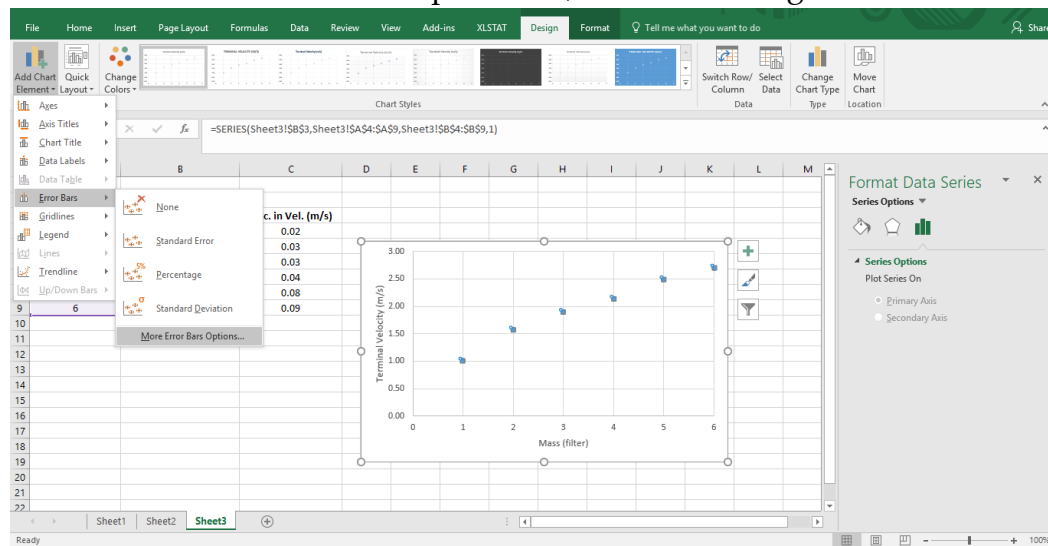 File Home Insert Page Layout Formulas Data Review View Add-ins XLSTAT Design Format Tell me what you want to do Share
Add Chart Element Quick Layout Change Colors Switch Row/ Column Select Data Change Chart Type Move Chart
Chart Styles Data Type Location
Axes
Axis Titles
Chart Title
Data Labels
Data Table
Error Bars
Gridlines
Legend
Lines
Trendline
Up/Down Bars
None
Standard Error
5%
Percentage
σ
Standard Deviation
More Error Bars Options...
fx =SERIES(Sheet3!$B$3,Sheet3!$A$4:$A$9,Sheet3!$B$4:$B$9,1)
B C D E F G H I J K L M
c. in Vel. (m/s)
0.02
0.03
0.03
0.04
0.08
9 6 0.09
10
11
12
13
14
15
16
17
18
19
20
21
22
3.00
2.50
2.00
1.50
1.00
0.50
0.00
0 1 2 3 4 5 6
Terminal Velocity (m/s)
Mass (filter)
Format Data Series
Series Options
Series Options
Plot Series On
Primary Axis
Secondary Axis
Sheet1 Sheet2 Sheet3
Ready 100%